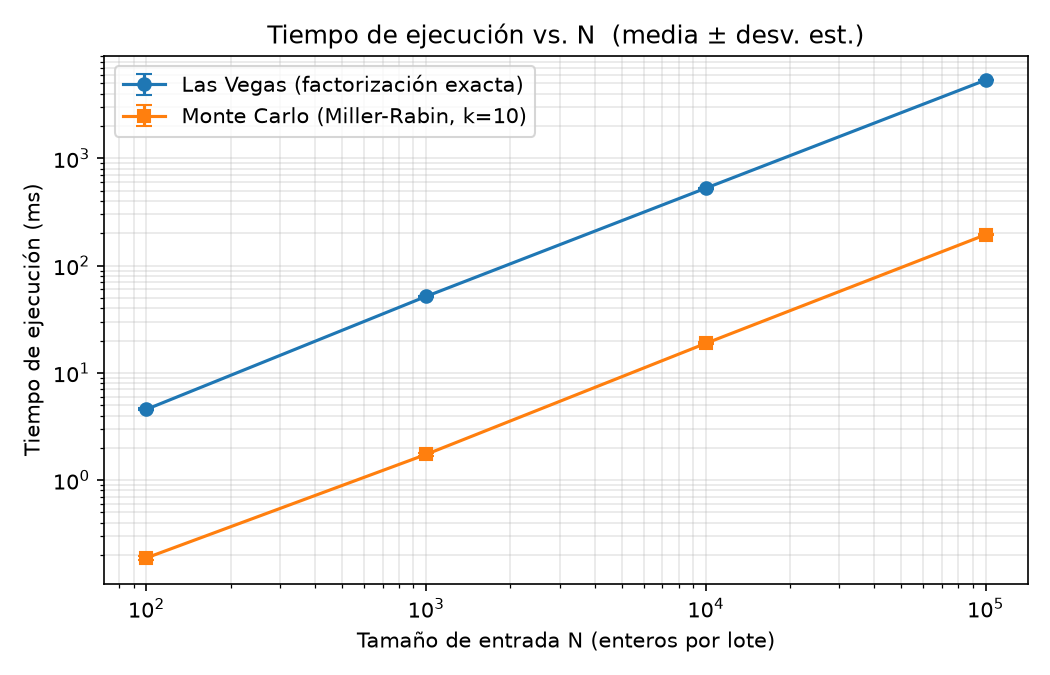 Tiempo de ejecución vs. N  (media ± desv. est.)
Las Vegas (factorización exacta)
Monte Carlo (Miller-Rabin, k=10)
Tiempo de ejecución (ms)
10³
10²
10¹
10⁰
10² 10³ 10⁴ 10⁵
Tamaño de entrada N (enteros por lote)